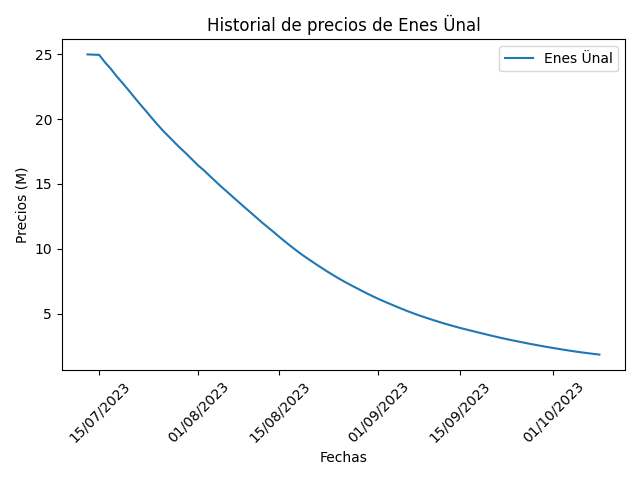 Historial de precios de Enes Ünal
Enes Ünal
Precios (M)
25
20
15
10
5
15/07/2023
01/08/2023
15/08/2023
01/09/2023
15/09/2023
01/10/2023
Fechas